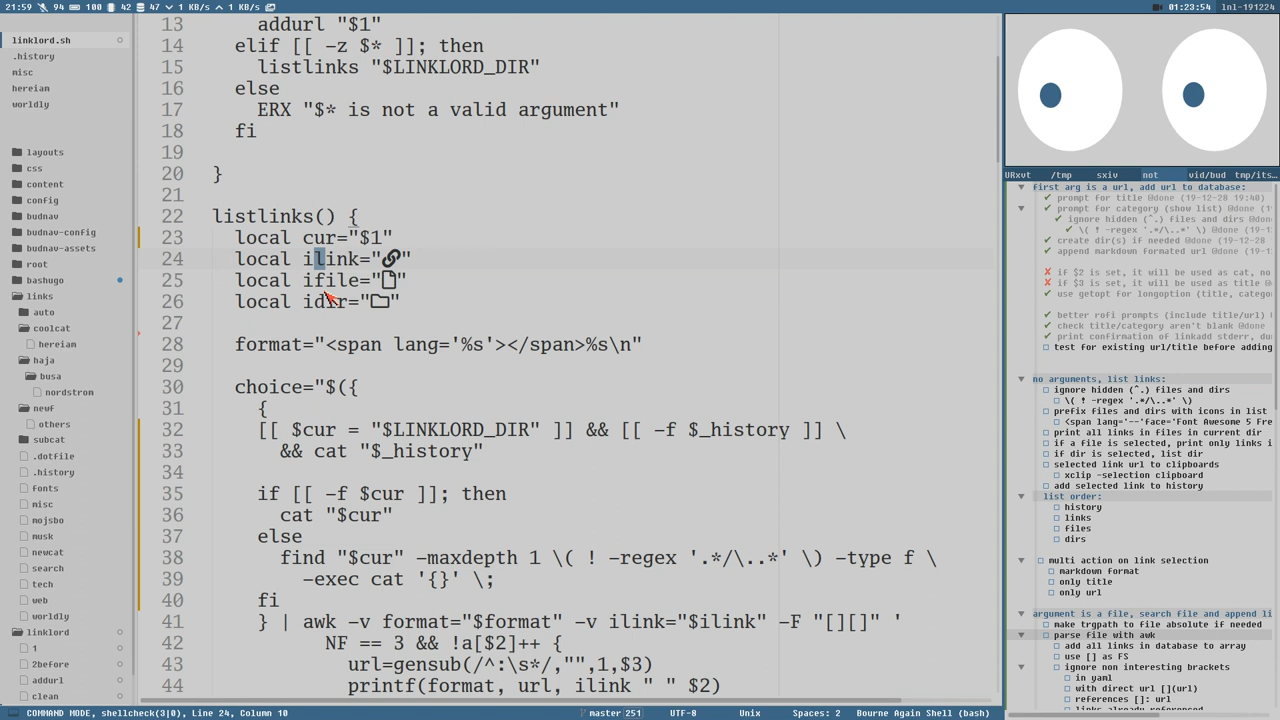 21:59 94 100 42 47 1 KB/s 1 KB/s
01:23:54 lnl-191224
linklord.sh
.history
misc
hereiam
worldly
layouts
css
content
config
budnav
budnav-config
budnav-assets
root
bashugo
links
auto
coolcat
hereiam
haja
busa
nordstrom
newf
others
subcat
.dotfile
.history
fonts
misc
mojsbo
musk
newcat
search
tech
web
worldly
linklord
1
2before
addurl
clean
13 addurl "$1"
14 elif [[ -z $* ]]; then
15 listlinks "$LINKLORD_DIR"
16 else
17 ERX "$* is not a valid argument"
18 fi
19
20 }
21
22 listlinks() {
23 local cur="$1"
24 local ilink=""
25 local ifile=""
26 local idir=""
27
28 format="<span lang='%s'></span>%s\n"
29
30 choice="$({
31 {
32 [[ $cur = "$LINKLORD_DIR" ]] && [[ -f $_history ]] \
33 && cat "$_history"
34
35 if [[ -f $cur ]]; then
36 cat "$cur"
37 else
38 find "$cur" -maxdepth 1 \( ! -regex '.*/\..*' \) -type f \
39 -exec cat '{}' \;
40 fi
41 } | awk -v format="$format" -v ilink="$ilink" -F "[][]" '
42 NF == 3 && !a[$2]++ {
43 url=gensub(/^:\s*/,"",1,$3)
44 printf(format, url, ilink " " $2)
URxvt /tmp sxiv not vid/bud tmp/its...
first arg is a url, add url to database:
prompt for title @done (19-12-28 19:40)
prompt for category (show list) @done (19-
ignore hidden (^.) files and dirs @done
\( ! -regex '.*/\..*' \) @done (19-
create dir(s) if needed @done (19-12-28
append markdown formated url @done (19-
if $2 is set, it will be used as cat, no
if $3 is set, it will be used as filena
use getopt for longoption (title, categor
better rofi prompts (include title/url)
check title/category aren't blank @done
print confirmation of linkadd stderr, dun
test for existing url/title before adding
no arguments, list links:
ignore hidden (^.) files and dirs
\( ! -regex '.*/\..*' \)
prefix files and dirs with icons in list
<span lang='--'face='Font Awesome 5 Fre
print all links in files in current dir
if a file is selected, print only links i
if dir is selected, list dir
selected link url to clipboards
xclip -selection clipboard
add selected link to history
list order:
history
links
files
dirs
multi action on link selection
markdown format
only title
only url
argument is a file, search file and append li
make trgpath to file absolute if needed
parse file with awk
add all links in database to array
use [] as FS
ignore non interesting brackets
in yaml
with direct url [](url)
references []: url
links already referenced
COMMAND MODE, shellcheck(3|0), Line 24, Column 10 master 251 UTF-8 Unix Spaces: 2 Bourne Again Shell (bash)